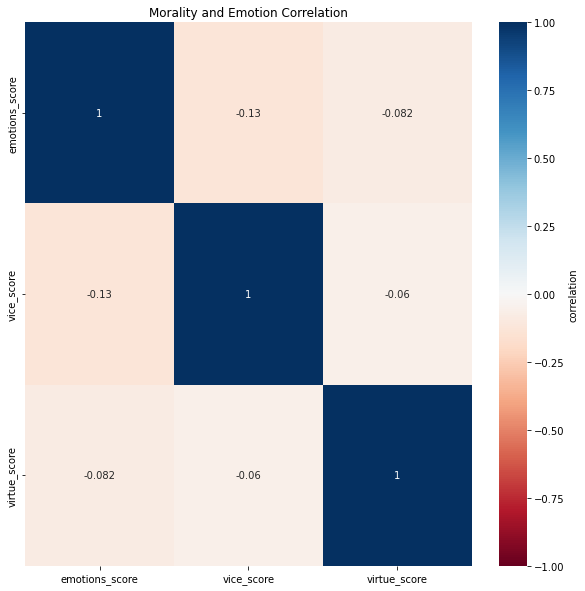 Morality and Emotion Correlation
emotions_score
1
-0.13
-0.082
vice_score
-0.13
1
-0.06
virtue_score
-0.082
-0.06
1
emotions_score
vice_score
virtue_score
1.00
0.75
0.50
0.25
0.00
−0.25
−0.50
−0.75
−1.00
correlation